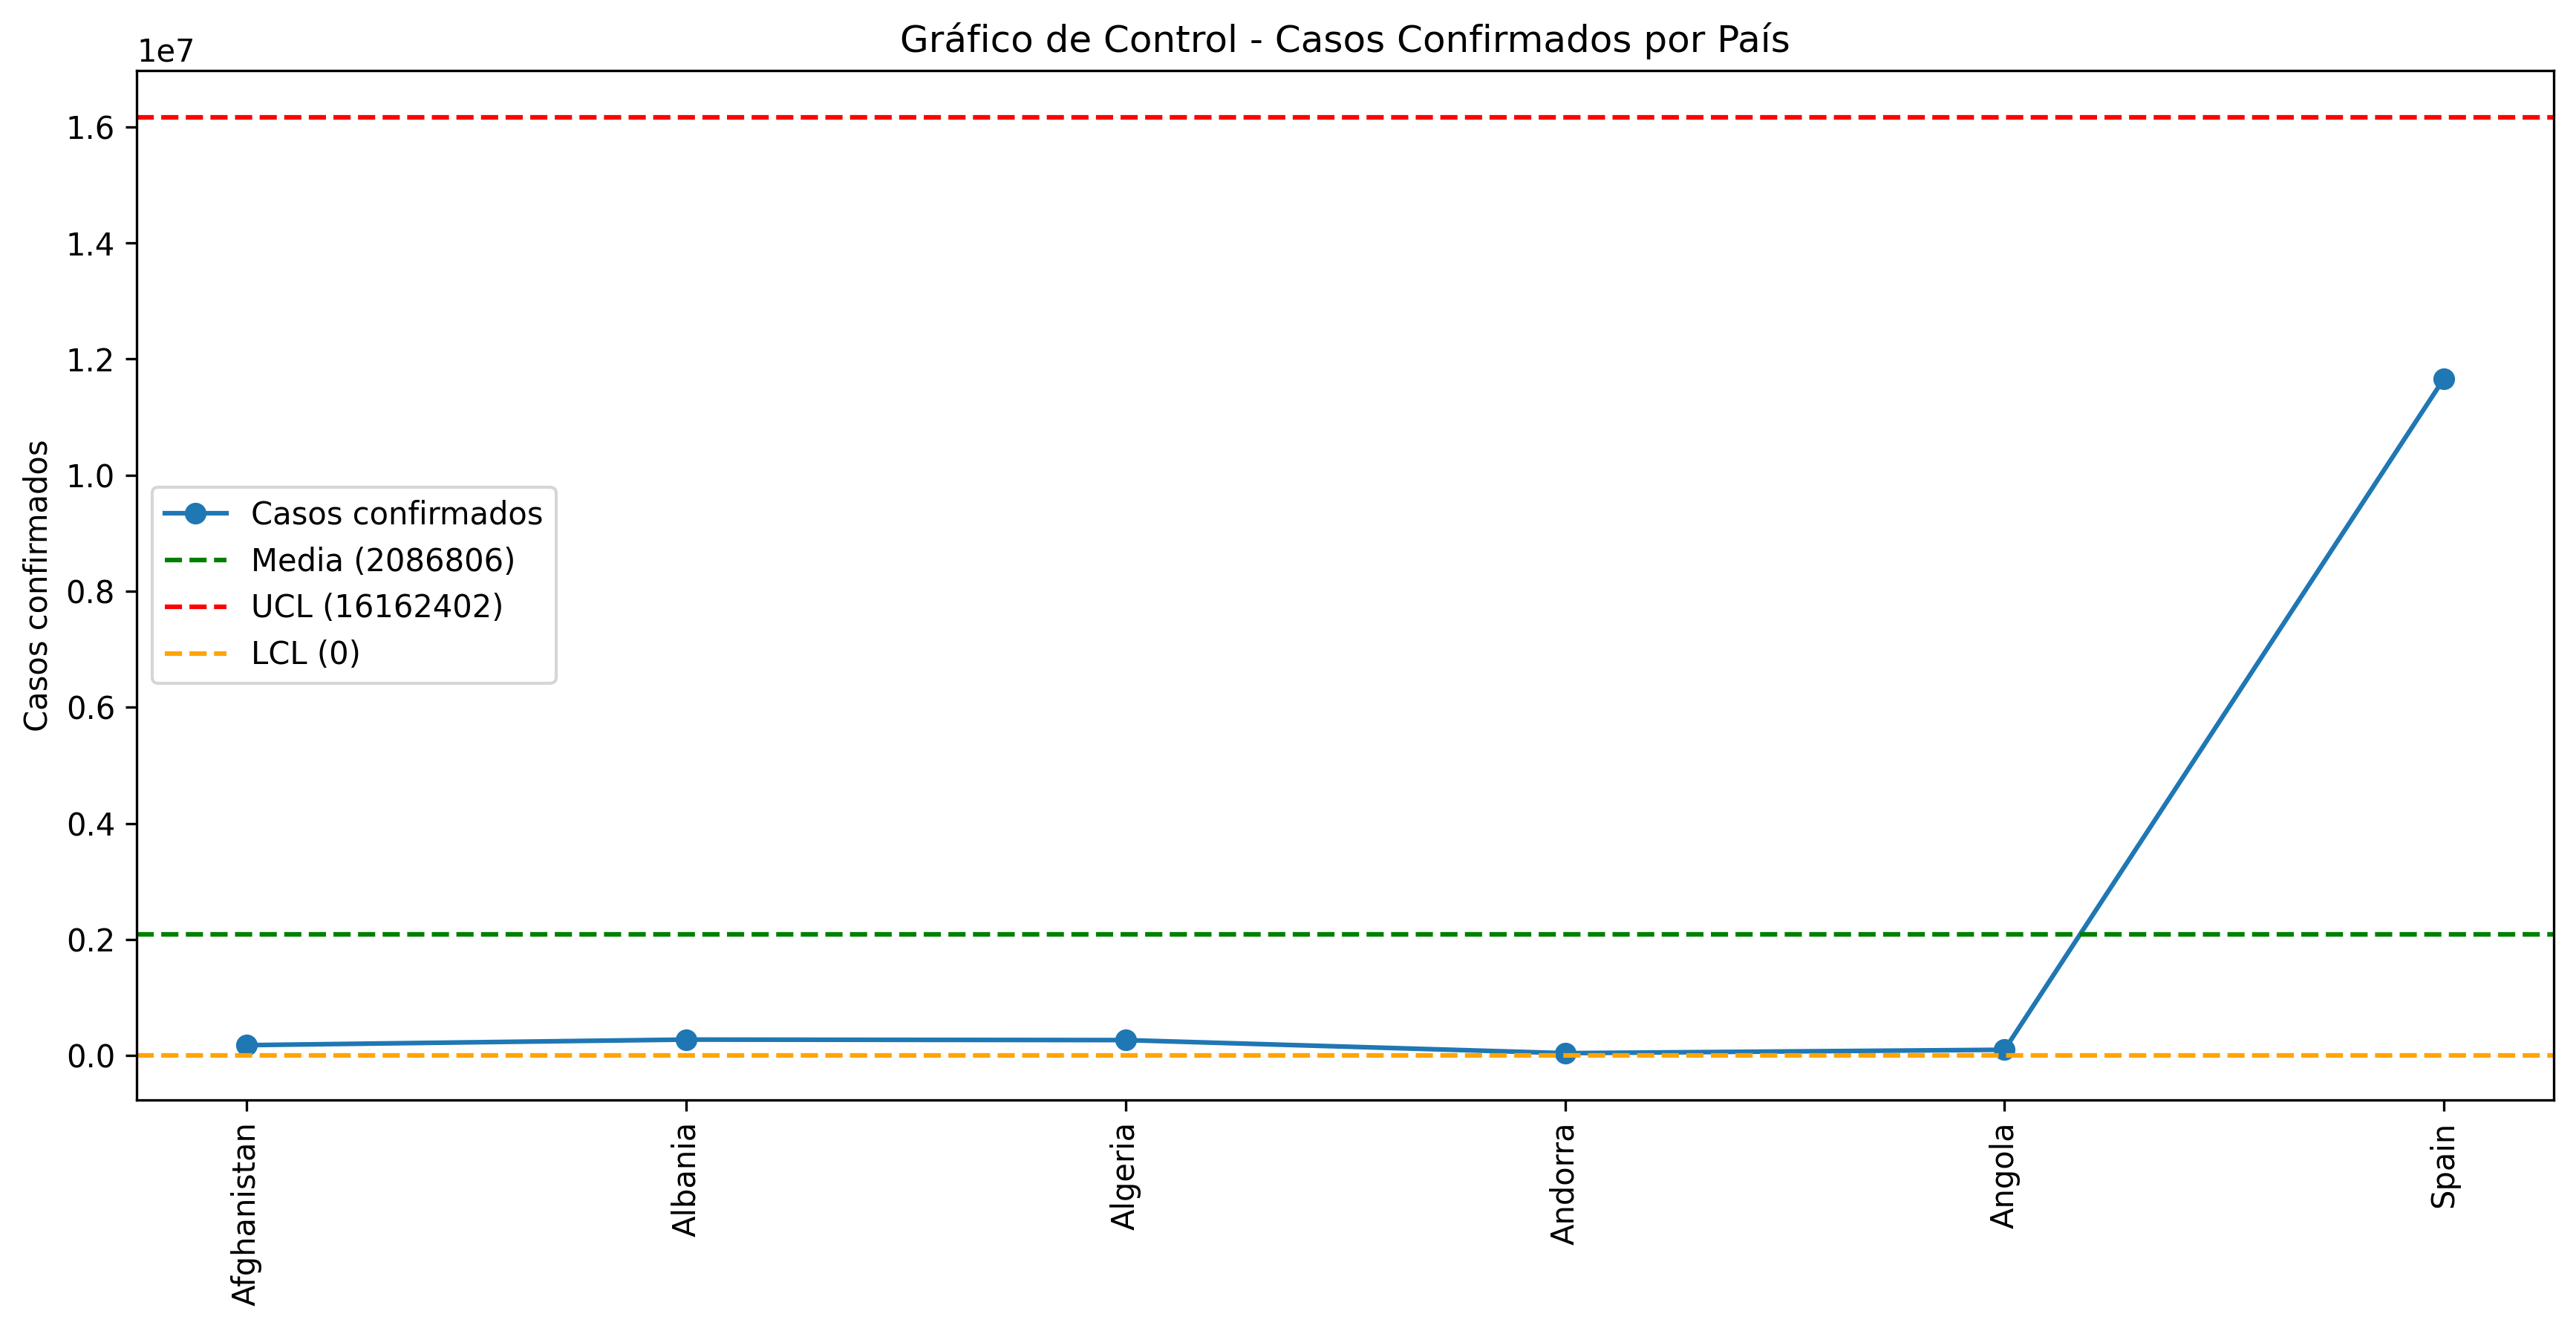 Gráfico de Control - Casos Confirmados por País
1e7
1.6
1.4
1.2
1.0
0.8
0.6
0.4
0.2
0.0
Casos confirmados
Casos confirmados
Media (2086806)
UCL (16162402)
LCL (0)
Afghanistan
Albania
Algeria
Andorra
Angola
Spain